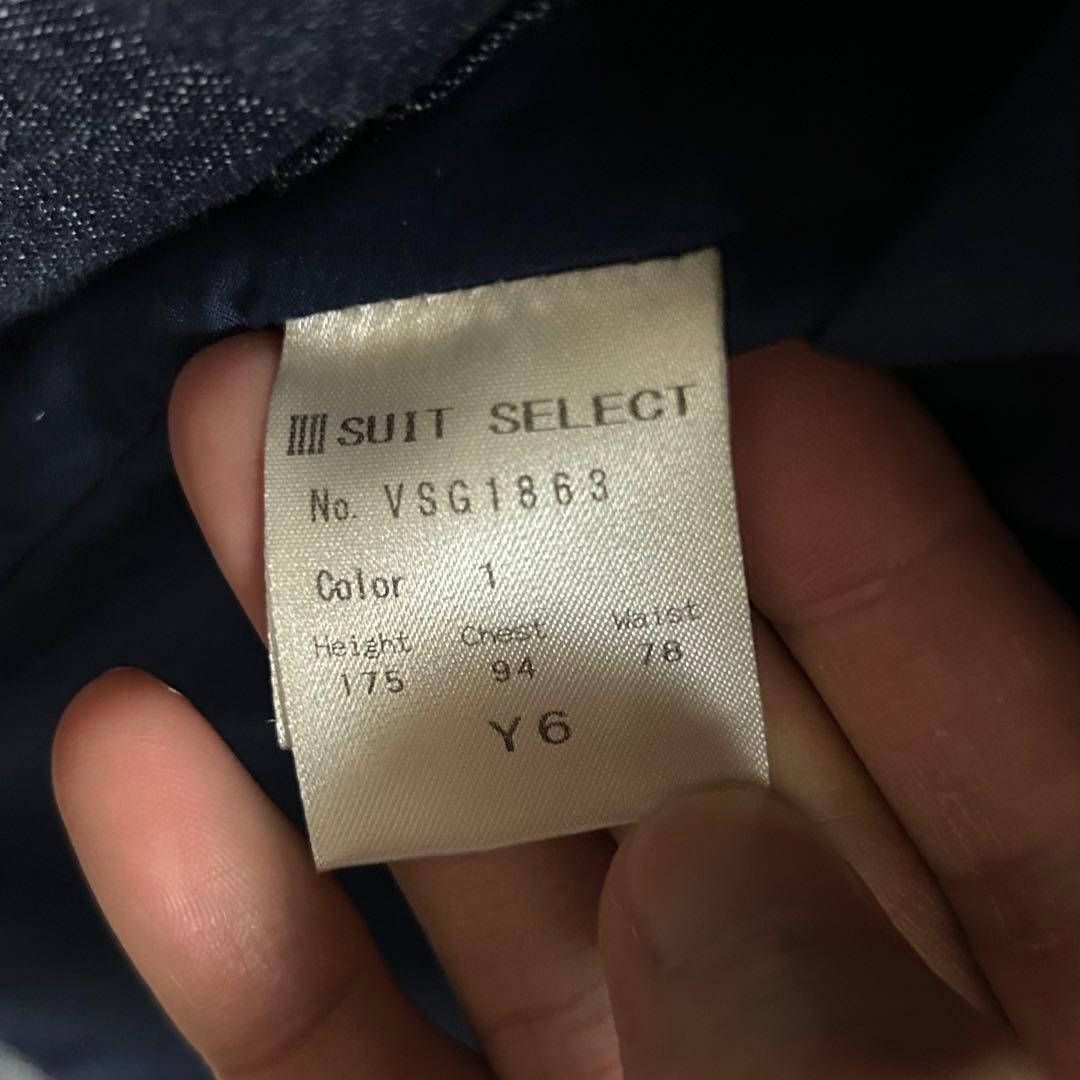 SUIT SELECT
No. VSG1863
Color 1
Height Chest Waist
175 94 78
Y6